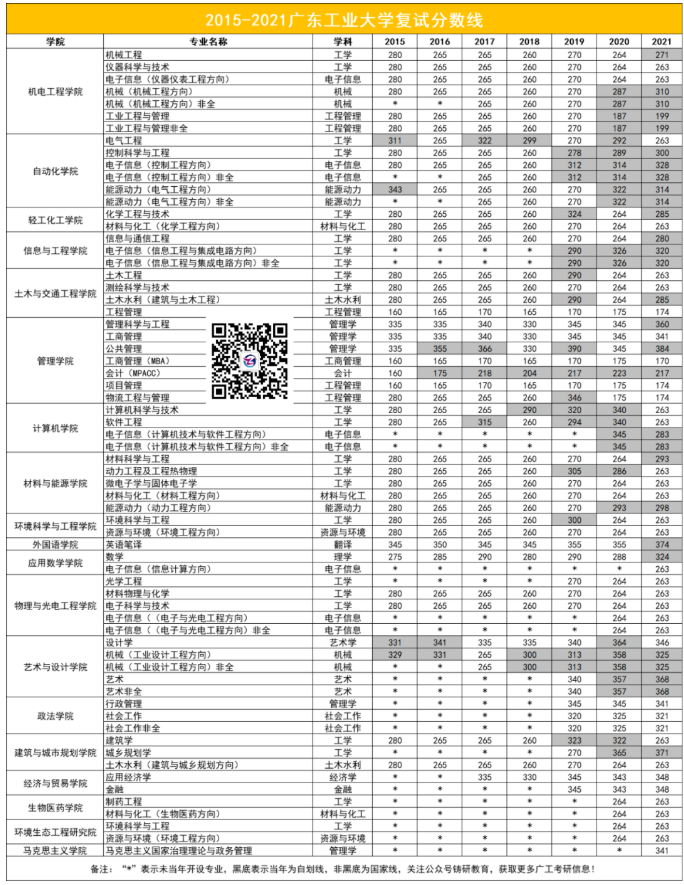 2015-2021广东工业大学复试分数线
学院 专业名称 学科 2015 2016 2017 2018 2019 2020 2021
机电工程学院 机械工程 工学 280 265 265 260 270 264 271
仪器科学与技术 工学 280 265 265 260 270 264 263
电子信息（仪器仪表工程方向） 电子信息 280 265 265 260 270 264 263
机械（机械工程方向） 机械 280 265 265 260 270 287 310
机械（机械工程方向）非全 机械 * * 265 260 270 287 310
工业工程与管理 工程管理 280 265 265 260 270 187 199
工业工程与管理非全 工程管理 280 265 265 260 270 187 199
自动化学院 电气工程 工学 311 265 322 299 270 292 263
控制科学与工程 工学 280 265 265 260 278 289 300
电子信息（控制工程方向） 电子信息 280 265 265 260 312 314 328
电子信息（控制工程方向）非全 电子信息 * * 265 260 312 314 328
能源动力（电气工程方向） 能源动力 343 265 265 260 270 322 314
能源动力（电气工程方向）非全 能源动力 * * 265 260 270 322 314
轻工化工学院 化学工程与技术 工学 280 265 265 260 324 264 285
材料与化工（化学工程方向） 材料与化工 280 265 265 260 270 264 263
信息与工程学院 信息与通信工程 工学 280 265 265 260 270 264 280
电子信息（信息工程与集成电路方向） 工学 * * * * 290 326 320
电子信息（信息工程与集成电路方向）非全 工学 * * * * 290 326 320
土木与交通工程学院 土木工程 工学 280 265 265 260 290 264 263
测绘科学与技术 工学 280 265 265 260 270 264 263
土木水利（建筑与土木工程） 土木水利 280 265 265 260 290 264 285
工程管理 工程管理 160 165 170 165 170 175 174
管理学院 管理科学与工程 管理学 335 335 340 330 345 345 360
工商管理 管理学 335 335 340 330 345 345 341
公共管理 管理学 335 355 366 330 390 345 384
工商管理（MBA） 工商管理 160 165 170 165 170 175 170
会计（MPACC） 会计 160 175 218 204 217 223 217
项目管理 工程管理 160 165 170 165 170 175 174
物流工程与管理 工程管理 280 265 265 260 346 175 174
计算机学院 计算机科学与技术 工学 280 265 265 290 320 340 263
软件工程 工学 280 265 315 260 294 340 263
电子信息（计算机技术与软件工程方向） 电子信息 * * * * * 345 283
电子信息（计算机技术与软件工程方向）非全 电子信息 * * * * * 345 283
材料与能源学院 材料科学与工程 工学 280 265 265 260 270 264 293
动力工程及工程热物理 工学 280 265 265 260 305 286 263
微电子学与固体电子学 工学 280 265 265 260 270 264 263
材料与化工（材料工程方向） 材料与化工 280 265 265 260 270 264 263
能源动力（动力工程方向） 能源动力 280 265 265 260 270 293 298
环境科学与工程学院 环境科学与工程 工学 280 265 265 260 300 264 263
资源与环境（环境工程方向） 资源与环境 280 265 265 260 270 264 263
外国语学院 英语笔译 翻译 345 350 345 345 355 355 374
应用数学学院 数学 理学 275 285 290 280 290 288 324
电子信息（信息计算方向） 电子信息 * * * * * * 263
物理与光电工程学院 光学工程 工学 * * * * 270 264 263
材料物理与化学 工学 280 265 265 260 270 264 263
电子科学与技术 工学 280 265 265 260 270 264 263
电子信息（（电子与光电工程方向） 电子信息 * * * * * 264 263
电子信息（（电子与光电工程方向）非全 电子信息 * * * * * 264 263
艺术与设计学院 设计学 艺术学 331 341 335 335 340 364 346
机械（工业设计工程方向） 机械 329 331 265 300 313 358 325
机械（工业设计工程方向）非全 机械 * * 265 300 313 358 325
艺术 艺术 * * * * 340 357 368
艺术非全 艺术 * * * * 340 357 368
政法学院 行政管理 管理学 * * * * 345 345 341
社会工作 社会工作 * * * * 320 325 321
社会工作非全 社会工作 * * * * 320 325 321
建筑与城市规划学院 建筑学 工学 280 265 265 260 323 322 263
城乡规划学 工学 * * * * 270 365 371
土木水利（建筑与城乡规划方向） 土木水利 280 265 265 260 270 264 263
经济与贸易学院 应用经济学 经济学 * * 335 330 345 343 348
金融 金融 * * * * 345 343 348
生物医药学院 制药工程 工学 * * * * * 264 263
材料与化工（生物医药方向） 材料与化工 * * * * * 264 263
环境生态工程研究院 环境科学与工程 工学 * * * * * 264 263
资源与环境（环境工程方向） 资源与环境 * * * * * 264 263
马克思主义学院 马克思主义国家治理理论与政务管理 管理学 * * * * * * 341
备注：“*”表示未当年开设专业，黑底表示当年为自划线，非黑底为国家线，关注公众号铸研教育，获取更多广工考研信息！